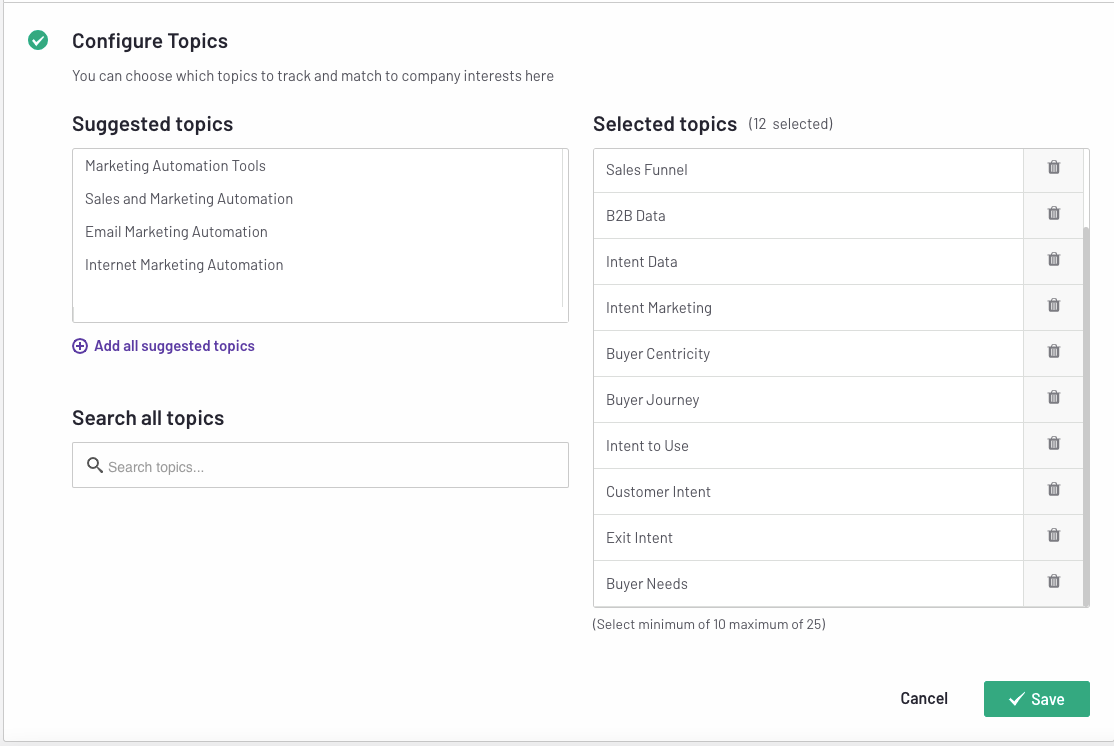 Configure Topics
You can choose which topics to track and match to company interests here
Suggested topics
Marketing Automation Tools
Sales and Marketing Automation
Email Marketing Automation
Internet Marketing Automation
Add all suggested topics
Search all topics
Search topics...
Selected topics (12 selected)
Sales Funnel
B2B Data
Intent Data
Intent Marketing
Buyer Centricity
Buyer Journey
Intent to Use
Customer Intent
Exit Intent
Buyer Needs
(Select minimum of 10 maximum of 25)
Cancel
Save